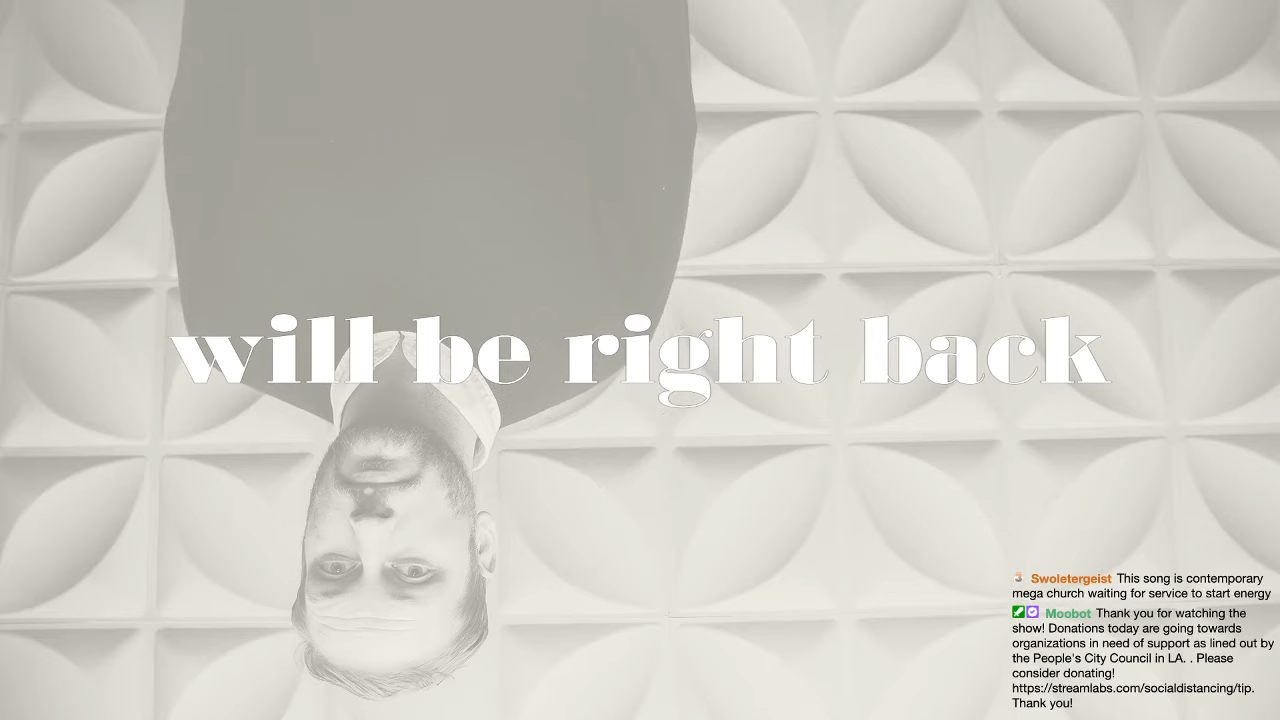 will be right back
Swoletergeist This song is contemporary
mega church waiting for service to start energy
Moobot Thank you for watching the
show! Donations today are going towards
organizations in need of support as lined out by
the People's City Council in LA. . Please
consider donating!
https://streamlabs.com/socialdistancing/tip.
Thank you!